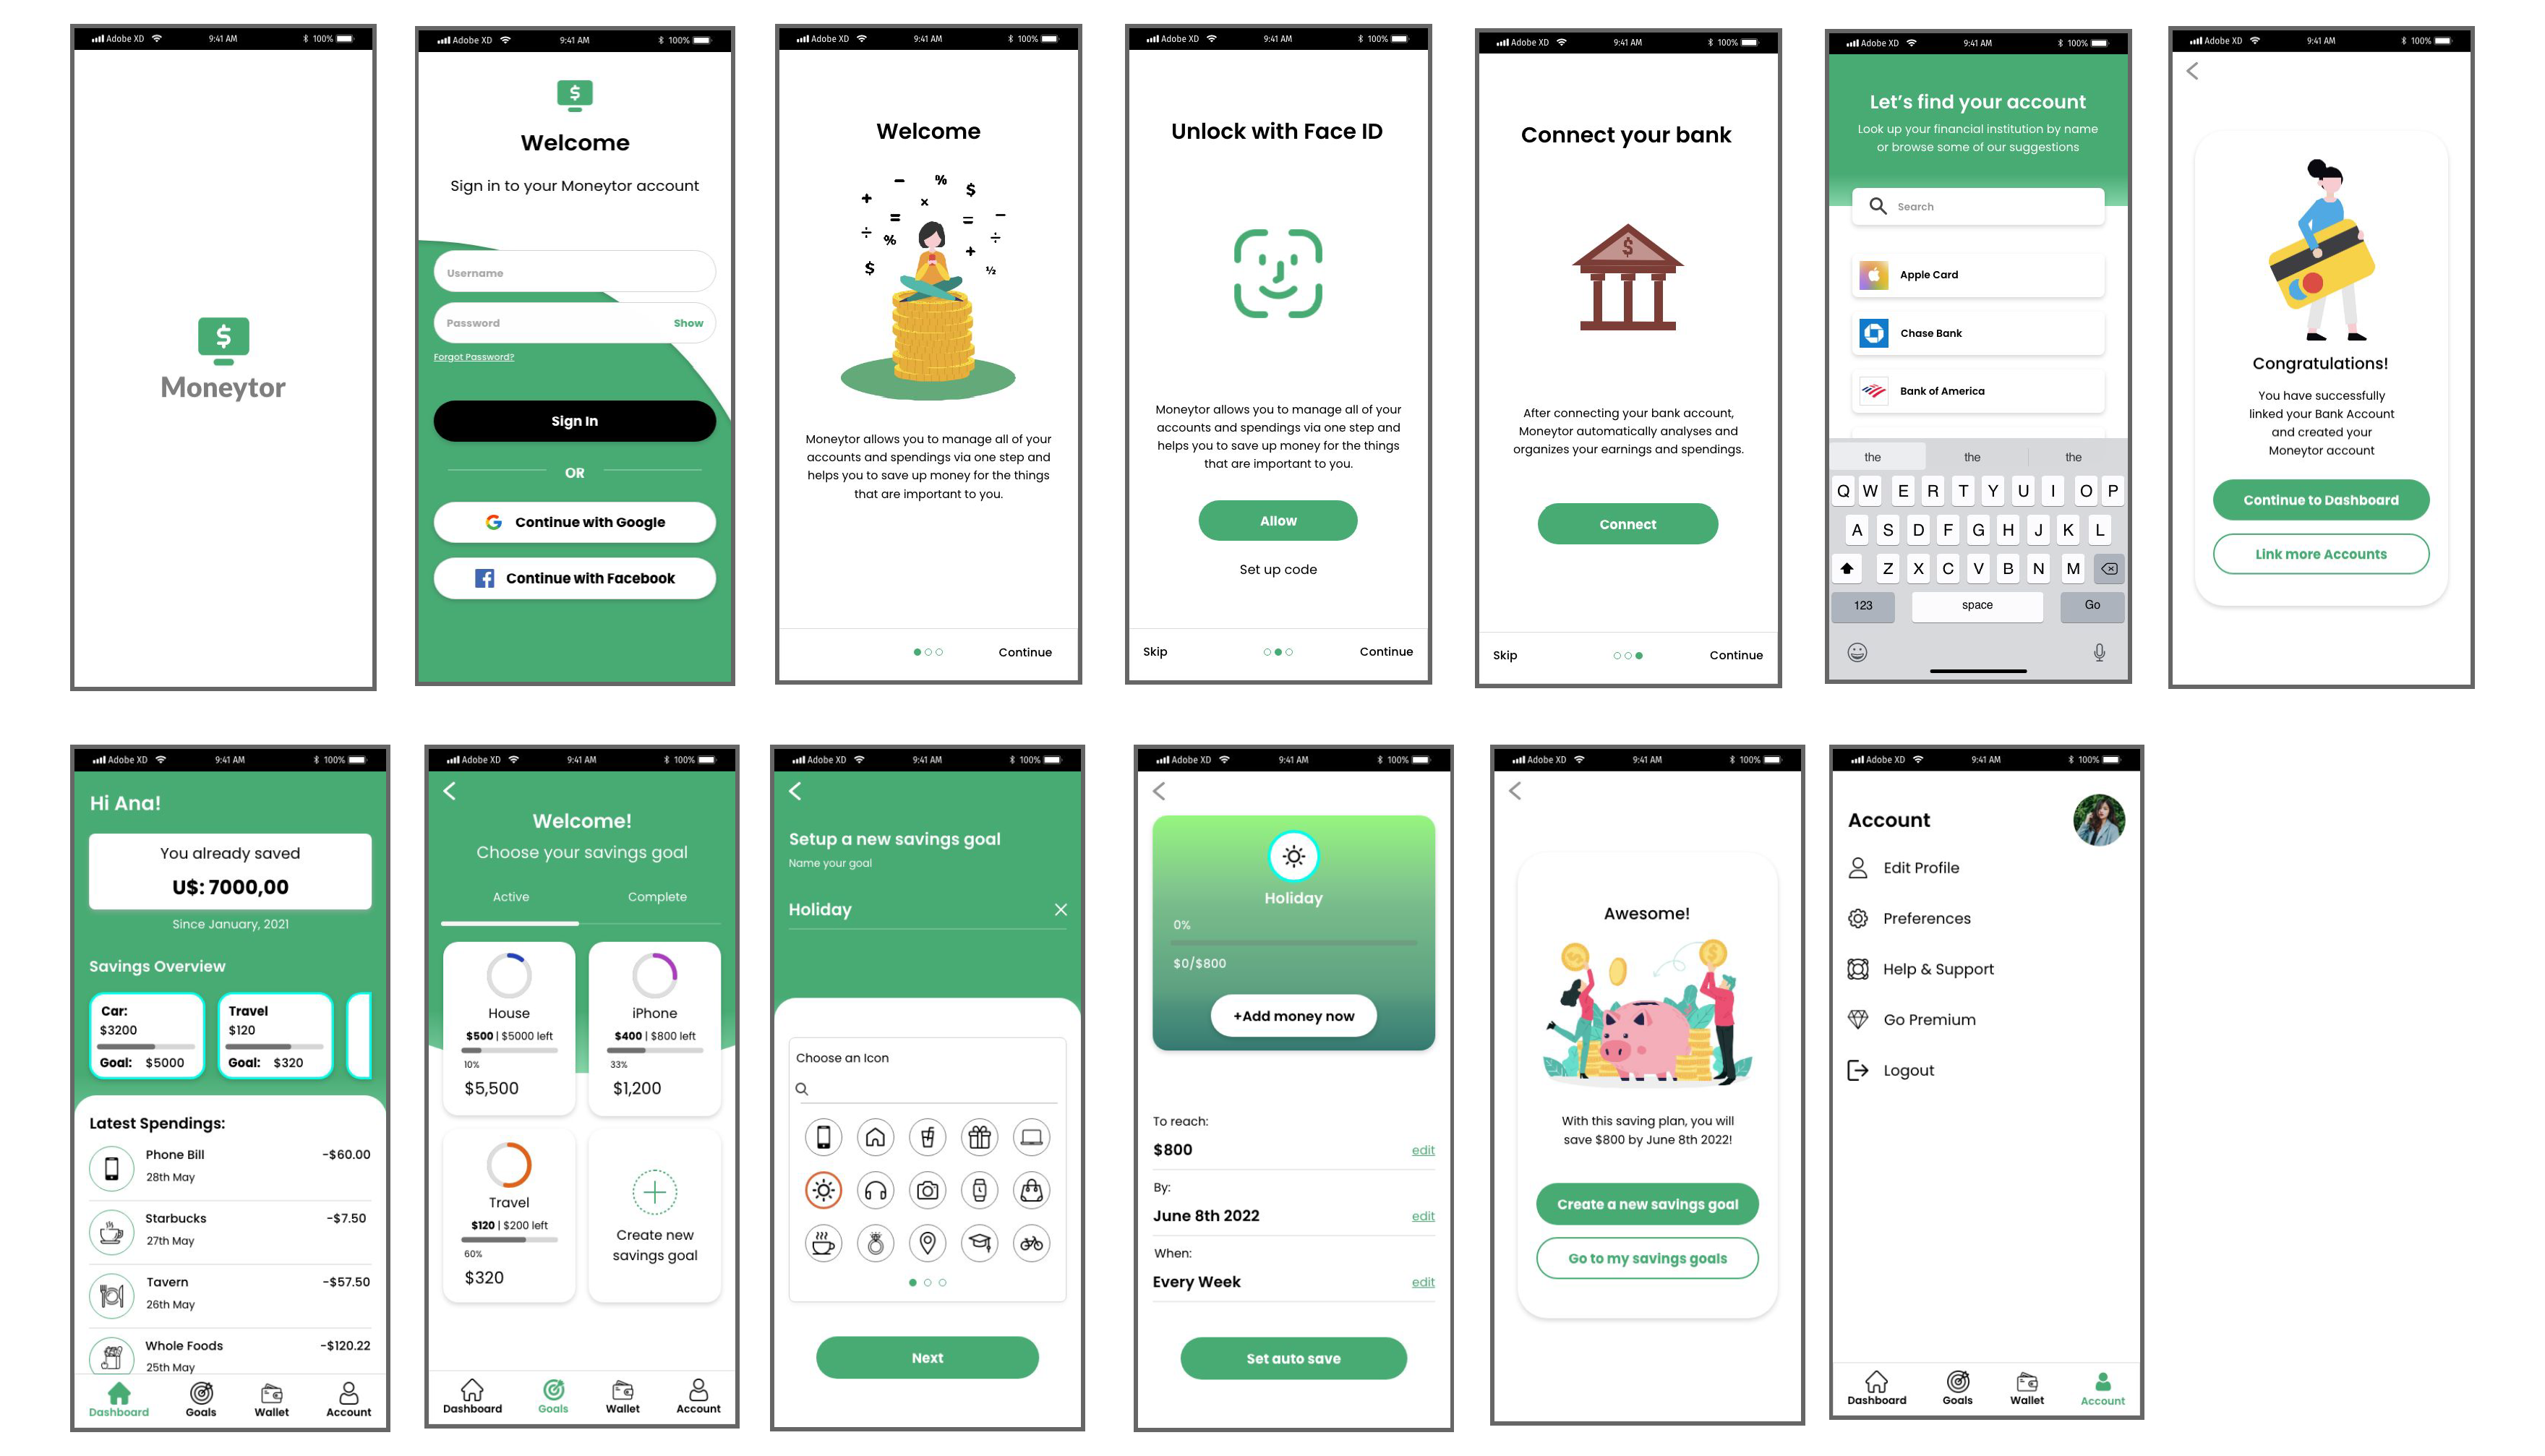 Adobe XD 9:41 AM 100%
Moneytor
Adobe XD 9:41 AM 100%
Welcome
Sign in to your Moneytor account
Username
Password Show
Forgot Password?
Sign In
OR
Continue with Google
Continue with Facebook
Adobe XD 9:41 AM 100%
Welcome
- % $
+ ×
= = -
÷ % ÷
+
$ ½
Moneytor allows you to manage all of your
accounts and spendings via one step and
helps you to save up money for the things
that are important to you.
Continue
Adobe XD 9:41 AM 100%
Unlock with Face ID
Moneytor allows you to manage all of your
accounts and spendings via one step and
helps you to save up money for the things
that are important to you.
Allow
Set up code
Skip Continue
Adobe XD 9:41 AM 100%
Connect your bank
$
After connecting your bank account,
Moneytor automatically analyses and
organizes your earnings and spendings.
Connect
Skip Continue
Adobe XD 9:41 AM 100%
Let's find your account
Look up your financial institution by name
or browse some of our suggestions
Search
Apple Card
Chase Bank
Bank of America
the the the
Q W E R T Y U I O P
A S D F G H J K L
Z X C V B N M
123 space Go
Adobe XD 9:41 AM 100%
Congratulations!
You have successfully
linked your Bank Account
and created your
Moneytor account
Continue to Dashboard
Link more Accounts
Adobe XD 9:41 AM 100%
Hi Ana!
You already saved
U$: 7000,00
Since January, 2021
Savings Overview
Car: Travel
$3200 $120
Goal: $5000 Goal: $320
Latest Spendings:
Phone Bill -$60.00
28th May
Starbucks -$7.50
27th May
Tavern -$57.50
26th May
Whole Foods -$120.22
25th May
Dashboard Goals Wallet Account
Adobe XD 9:41 AM 100%
Welcome!
Choose your savings goal
Active Complete
House iPhone
$500 | $5000 left $400 | $800 left
10% 33%
$5,500 $1,200
Travel
$120 | $200 left
60%
$320
Create new
savings goal
Dashboard Goals Wallet Account
Adobe XD 9:41 AM 100%
Setup a new savings goal
Name your goal
Holiday
Choose an Icon
Next
Adobe XD 9:41 AM 100%
Holiday
0%
$0/$800
+Add money now
To reach:
$800 edit
By:
June 8th 2022 edit
When:
Every Week edit
Set auto save
Adobe XD 9:41 AM 100%
Awesome!
With this saving plan, you will
save $800 by June 8th 2022!
Create a new savings goal
Go to my savings goals
Adobe XD 9:41 AM 100%
Account
Edit Profile
Preferences
Help & Support
Go Premium
Logout
Dashboard Goals Wallet Account